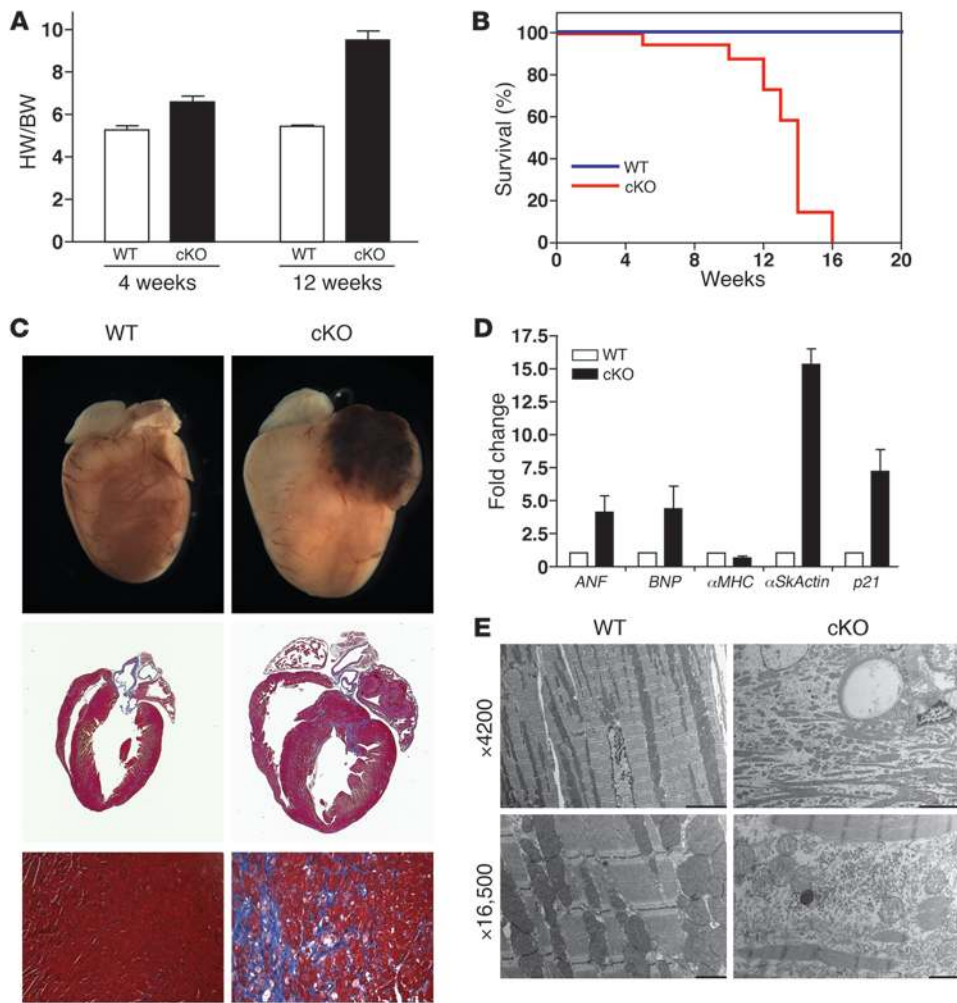 A
HW/BW
10
8
6
4
2
0
WT
cKO
WT
cKO
4 weeks
12 weeks
B
Survival (%)
100
80
60
40
20
0
WT
cKO
0
4
8
12
16
20
Weeks
C
WT
cKO
D
Fold change
17.5
15.0
12.5
10.0
7.5
5.0
2.5
0
WT
cKO
ANF
BNP
αMHC
αSkActin
p21
E
WT
cKO
×4200
×16,500